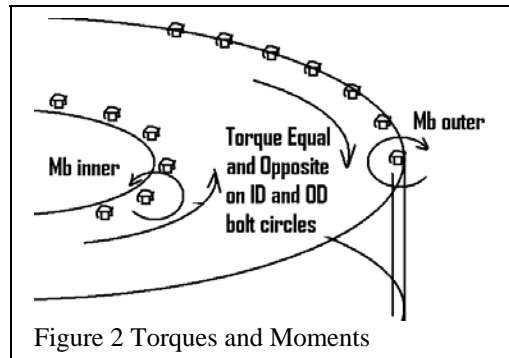 Mb outer
Torque Equal
and Opposite
on ID and OD
bolt circles
Mb inner
Figure 2 Torques and Moments